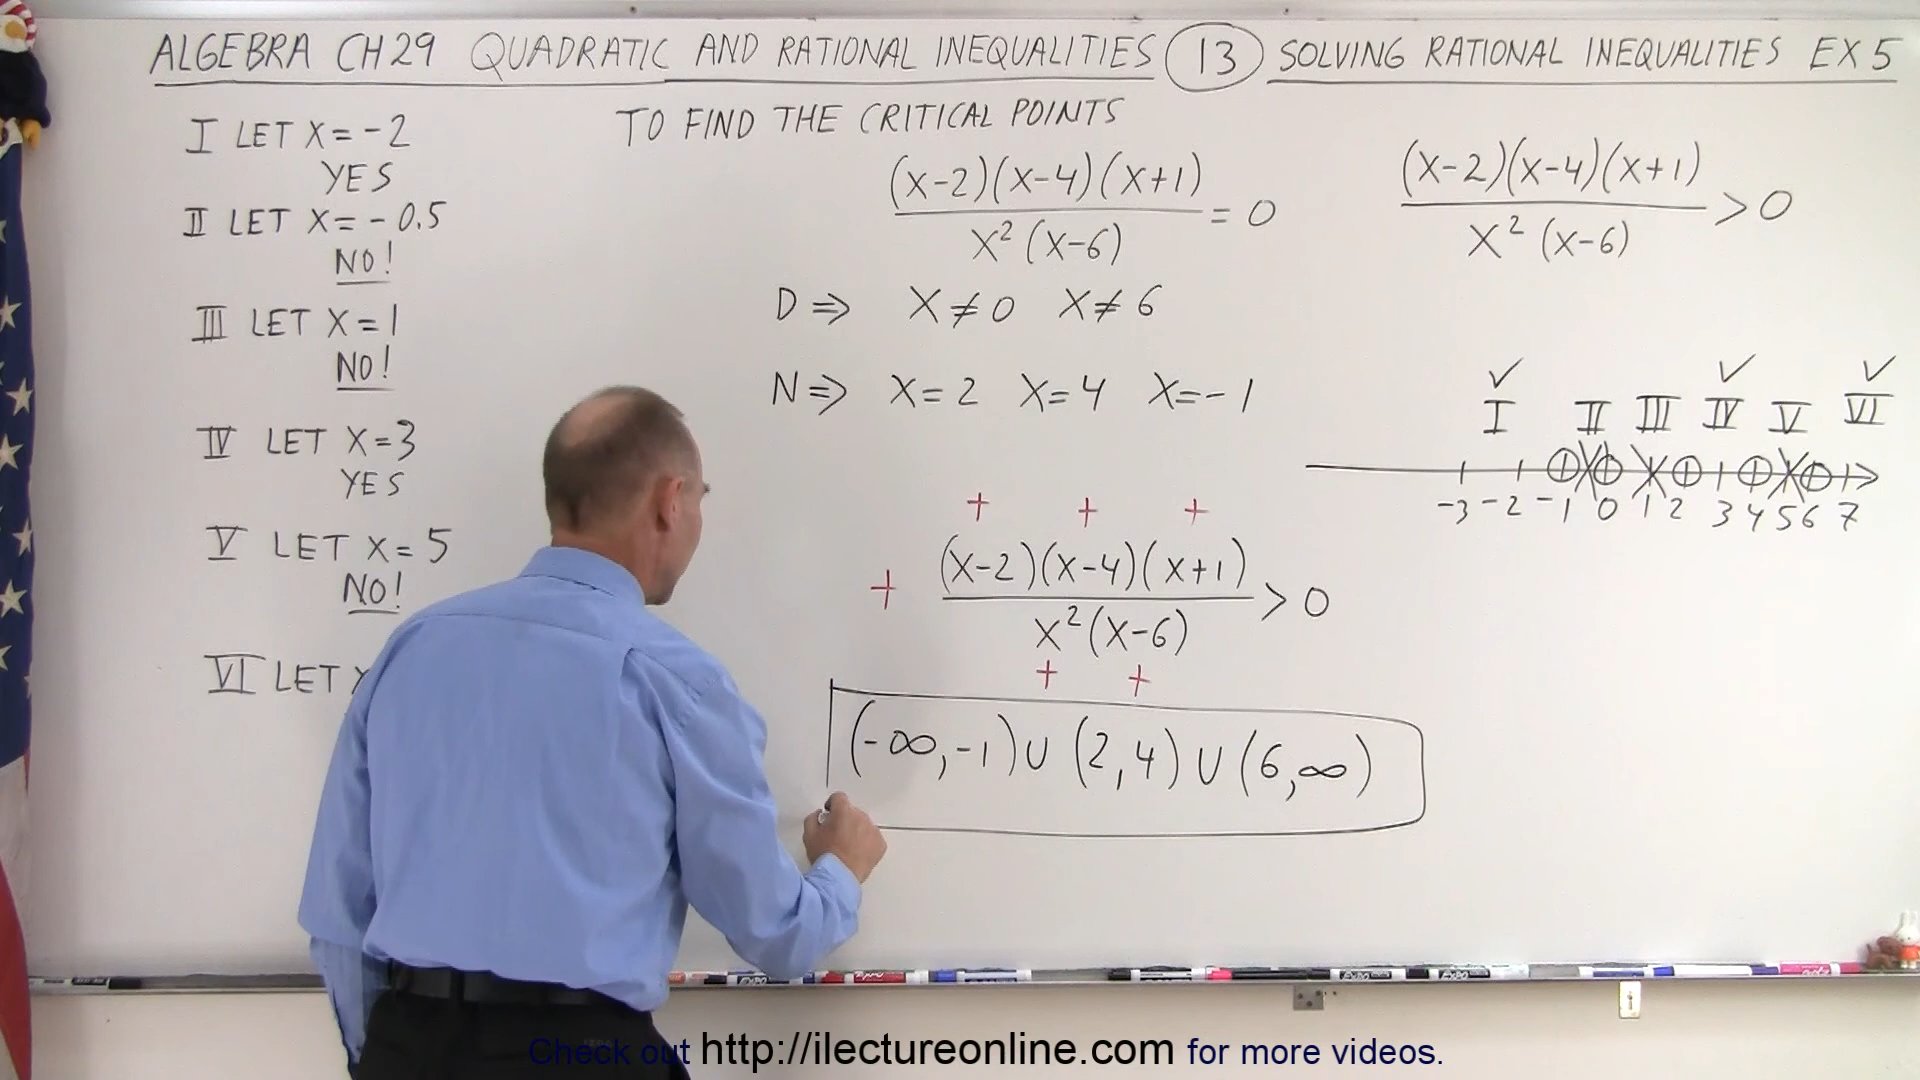 ALGEBRA CH29 QUADRATIC AND RATIONAL INEQUALITIES (13) SOLVING RATIONAL INEQUALITIES EX 5
I LET X=-2
YES
II LET X=-0.5
NO!
III LET X=1
NO!
IV LET X=3
YES
V LET X=5
NO!
VI LET
TO FIND THE CRITICAL POINTS
(X-2)(X-4)(X+1)
= 0
X² (X-6)
D ⇒ X≠0 X≠6
N ⇒ X=2 X=4 X=-1
+ + +
(X-2)(X-4)(X+1)
+ > 0
X²(X-6)
+ +
(-∞,-1)∪(2,4)∪(6,∞)
(X-2)(X-4)(X+1)
> 0
X² (X-6)
✓ ✓ ✓
I II III IV V VI
-3 -2 -1 0 1 2 3 4 5 6 7
Check out http://ilectureonline.com for more videos.